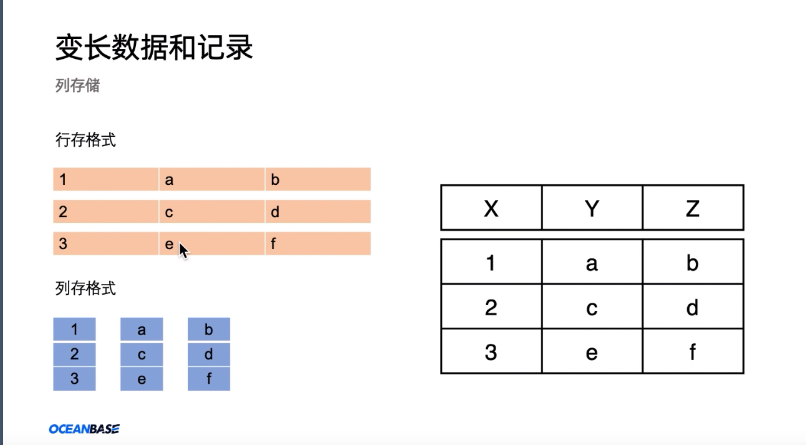 变长数据和记录
列存储
行存格式
1 a b
2 c d
3 e f
列存格式
1 a b
2 c d
3 e f
X Y Z
1 a b
2 c d
3 e f
OCEANBASE